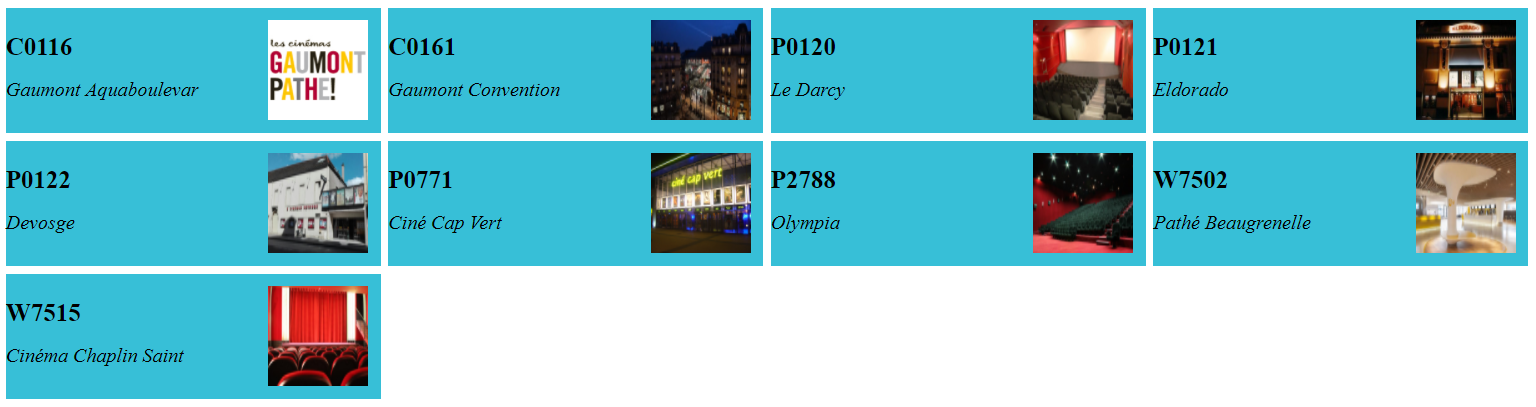 C0116
Gaumont Aquaboulevar
les cinémas
GAUMONT
PATHE!
C0161
Gaumont Convention
P0120
Le Darcy
P0121
Eldorado
ELDORADO
P0122
Devosge
P0771
Ciné Cap Vert
ciné cap vert
P2788
Olympia
W7502
Pathé Beaugrenelle
W7515
Cinéma Chaplin Saint